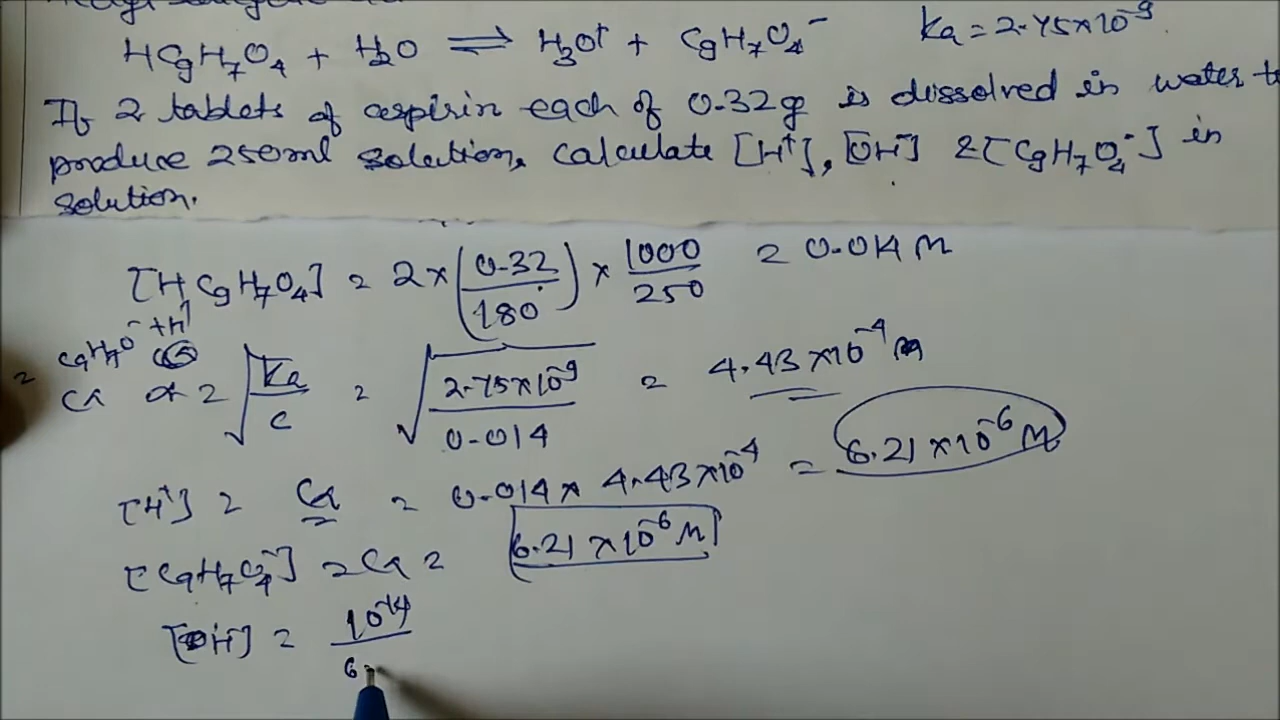 HC9H7O4 + H2O ⇌ H3O+ + C9H7O4⁻ Ka = 2.75×10⁻⁹.
If 2 tablets of aspirin each of 0.32g is dissolved in water to
produce 250ml solution, calculate [H⁺], [OH⁻] & [C9H7O4⁻] in
solution.
[HC9H7O4] = 2 × (0.32/180) × 1000/250 = 0.014 M
C9H7O⁻ + H⁺
= Cα α = √(Ka/C) = √(2.75×10⁻⁹/0.014) = 4.43×10⁻⁴ M
[H⁺] = Cα = 0.014 × 4.43×10⁻⁴ = 6.21×10⁻⁶ M
[C9H7O4⁻] = Cα = 6.21×10⁻⁶ M
[OH⁻] = 10⁻¹⁴/6.